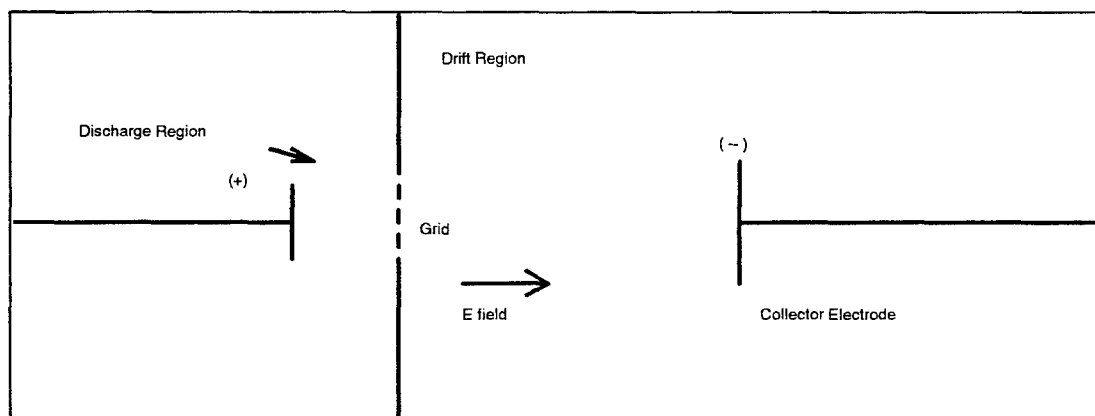 Drift Region
Discharge Region
(−)
(+)
Grid
E field
Collector Electrode